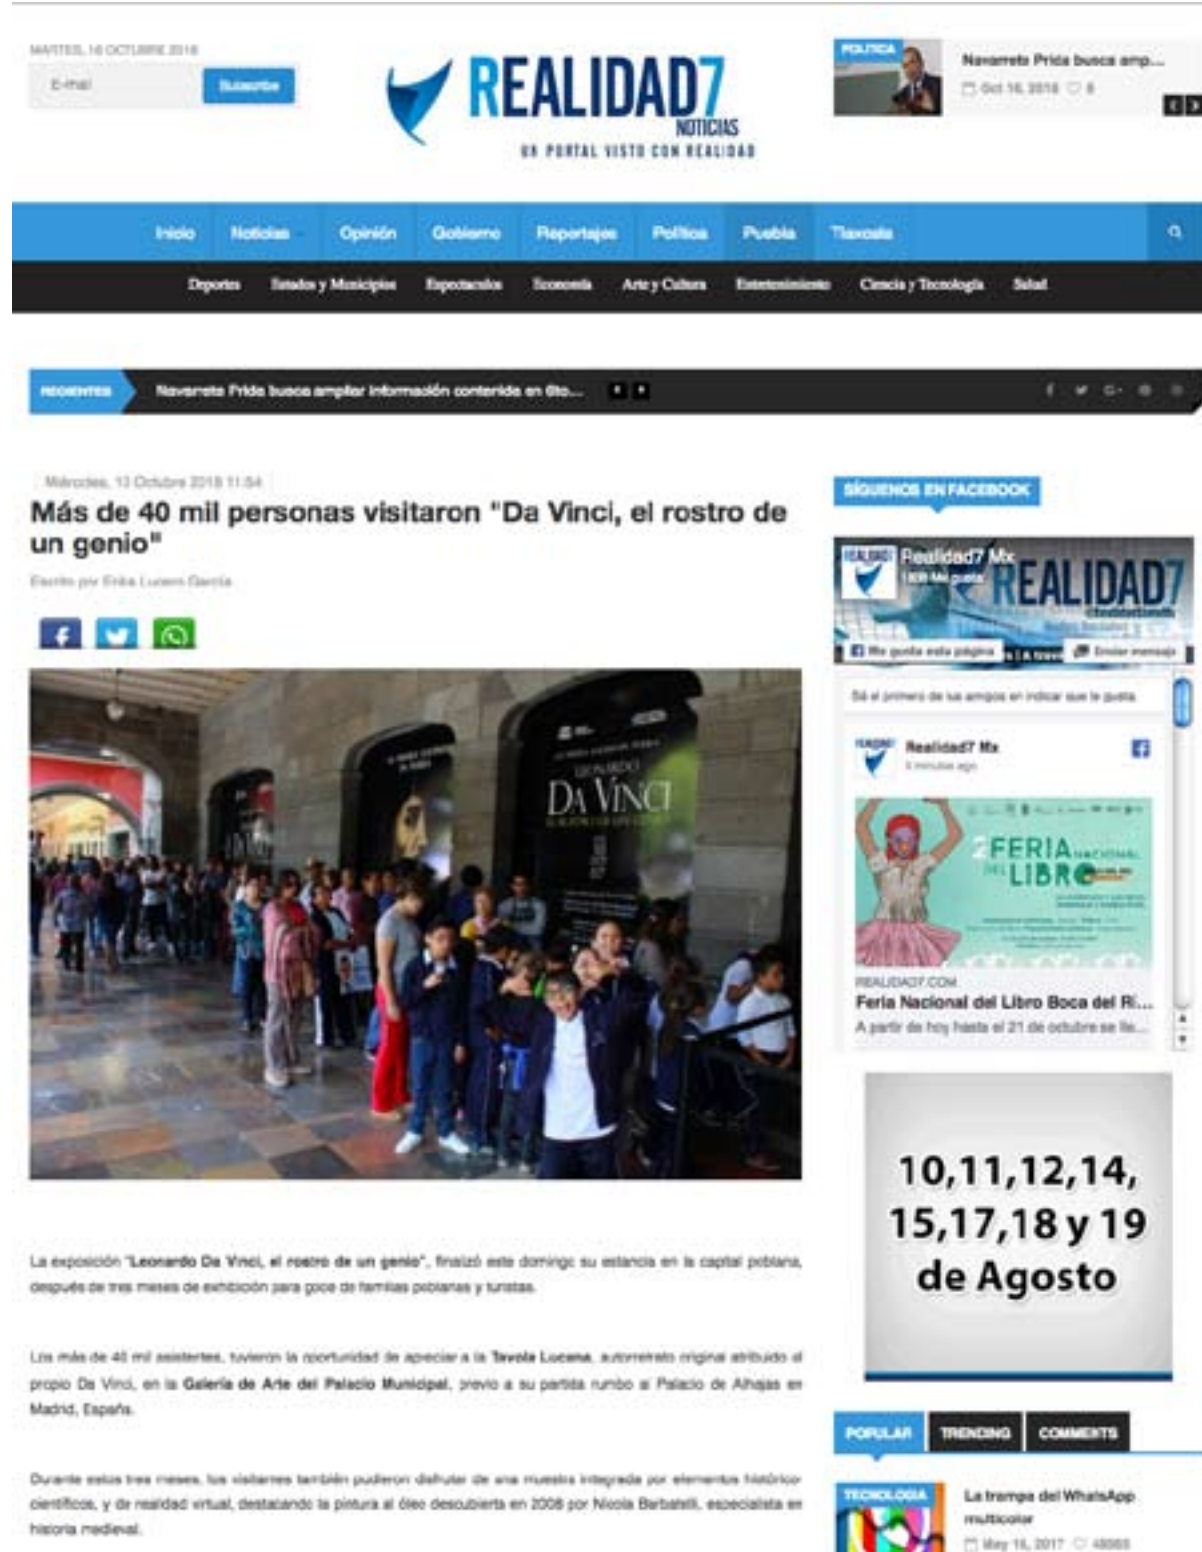 MARTES, 16 OCTUBRE 2018
E-mail
Subscribe
REALIDAD7
NOTICIAS
UN PORTAL VISTO CON REALIDAD
POLITICA
Navarrete Prida busca amp...
Oct 16, 2018 0
Inicio Noticias Opinión Gobierno Reportajes Política Puebla Tlaxcala
Deportes Estados y Municipios Espectaculos Economía Arte y Cultura Entretenimiento Ciencia y Tecnología Salud
RECIENTES
Navarrete Prida busca ampliar información contenida en 6to...
Miércoles, 13 Octubre 2018 11:54
Más de 40 mil personas visitaron "Da Vinci, el rostro de
un genio"
Escrito por Erika Lucero García
LEONARDO
DA VINCI
La exposición "Leonardo Da Vinci, el rostro de un genio", finalizó este domingo su estancia en la capital poblana,
después de tres meses de exhibición para goce de familias poblanas y turistas.
Los más de 40 mil asistentes, tuvieron la oportunidad de apreciar a la Tavola Lucana, autorretrato original atribuido al
propio Da Vinci, en la Galería de Arte del Palacio Municipal, previo a su partida rumbo al Palacio de Alhajas en
Madrid, España.
Durante estos tres meses, los visitantes también pudieron disfrutar de una muestra integrada por elementos histórico-
científicos, y de realidad virtual, destacando la pintura al óleo descubierta en 2008 por Nicola Barbatelli, especialista en
historia medieval.
SÍGUENOS EN FACEBOOK
Realidad7 Mx
Me gusta
REALIDAD7
Me gusta esta página
Enviar mensaje
Sé el primero de tus amigos en indicar que le gusta.
Realidad7 Mx
minutes ago
FERIA NACIONAL
DEL LIBRO
REALIDAD7.COM
Feria Nacional del Libro Boca del Rí...
A partir de hoy hasta el 21 de octubre se lle...
10,11,12,14,
15,17,18 y 19
de Agosto
POPULAR TRENDING COMMENTS
TECNOLOGIA
La trampa del WhatsApp
multicolor
May 16, 2017